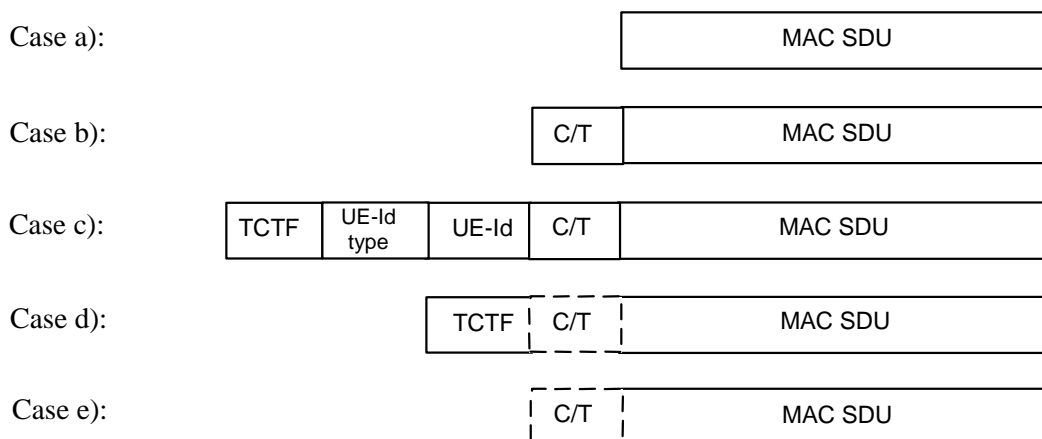 Case a): MAC SDU
Case b): C/T MAC SDU
Case c): TCTF UE-Id type UE-Id C/T MAC SDU
Case d): TCTF C/T MAC SDU
Case e): C/T MAC SDU